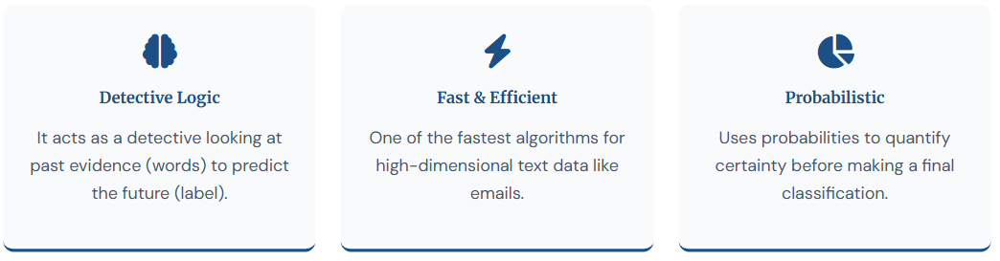 Detective Logic
It acts as a detective looking at
past evidence (words) to predict
the future (label).
Fast & Efficient
One of the fastest algorithms for
high-dimensional text data like
emails.
Probabilistic
Uses probabilities to quantify
certainty before making a final
classification.